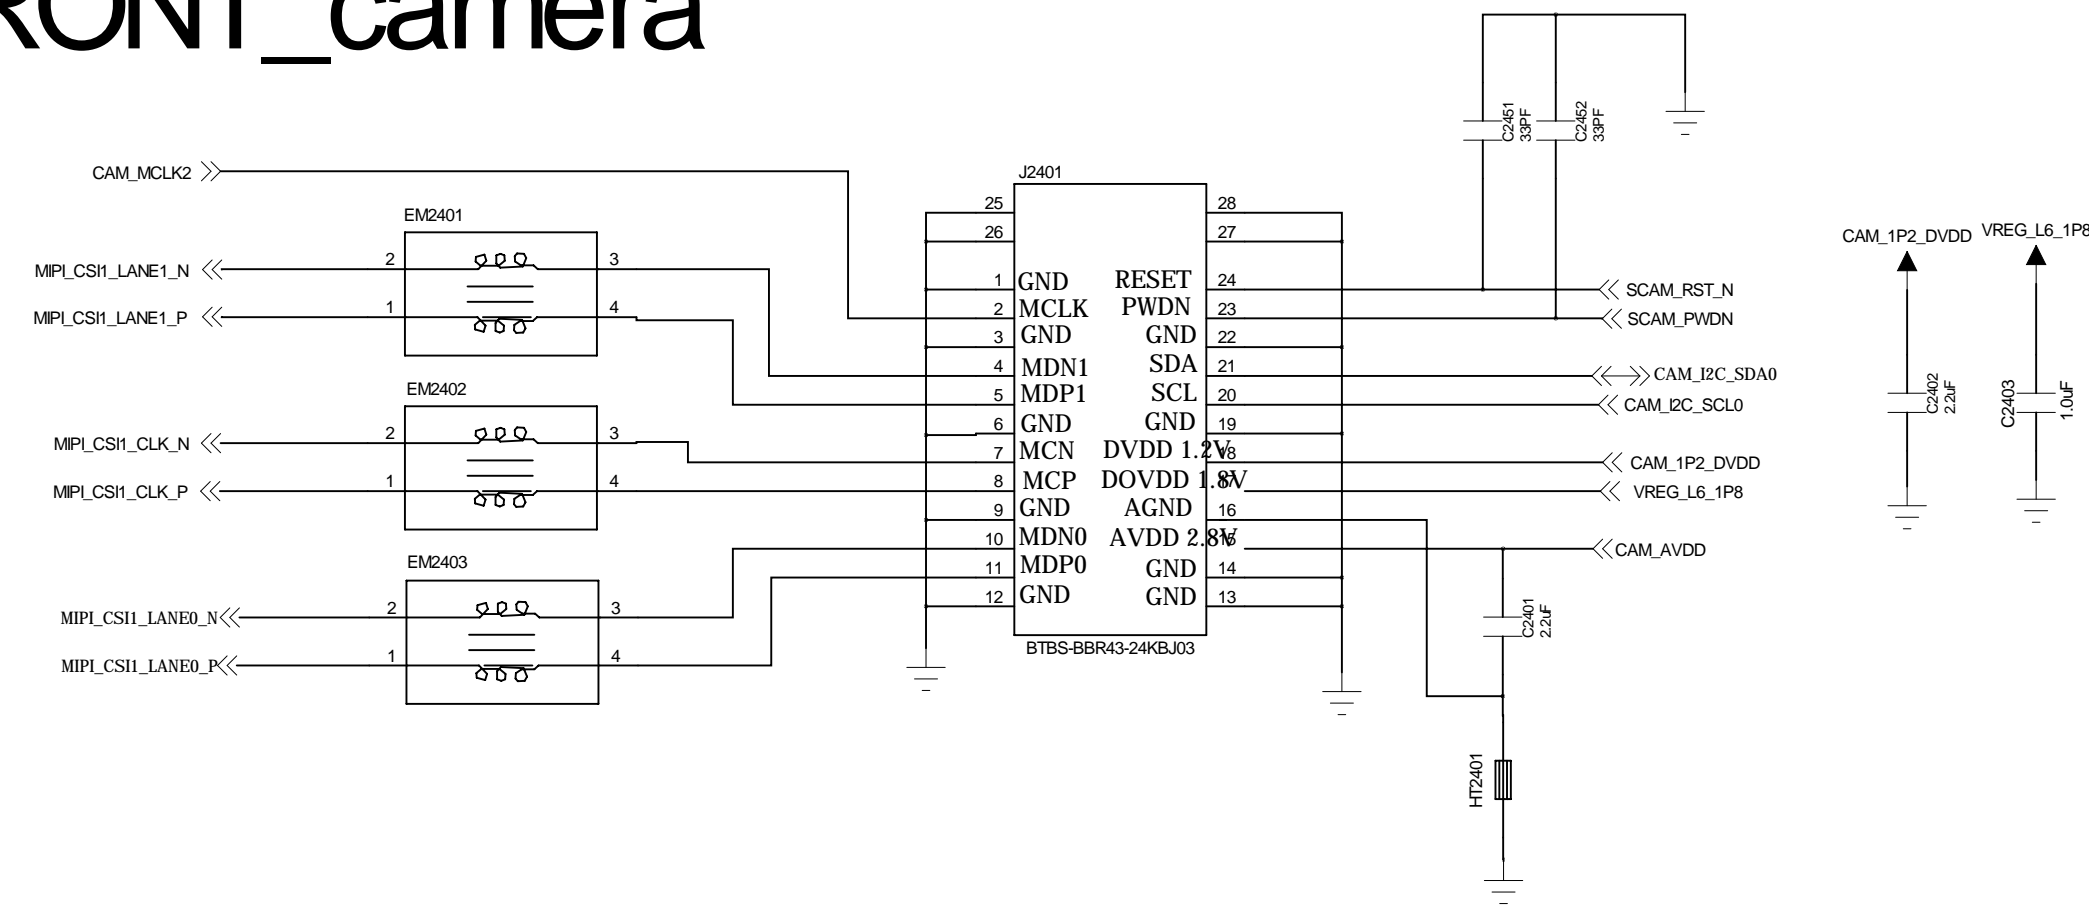 RONT_camera
CAM_MCLK2
EM2401
MIPI_CSI1_LANE1_N
2
3
MIPI_CSI1_LANE1_P
1
4
EM2402
MIPI_CSI1_CLK_N
2
3
MIPI_CSI1_CLK_P
1
4
EM2403
MIPI_CSI1_LANE0_N
2
3
MIPI_CSI1_LANE0_P
1
4
J2401
25
28
26
27
1 GND RESET 24
2 MCLK PWDN 23
3 GND GND 22
4 MDN1 SDA 21
5 MDP1 SCL 20
6 GND GND 19
7 MCN DVDD 1.2V 18
8 MCP DOVDD 1.8V 17
9 GND AGND 16
10 MDN0 AVDD 2.8V 15
11 MDP0 GND 14
12 GND GND 13
BTBS-BBR43-24KBJ03
C2451
33PF
C2452
33PF
SCAM_RST_N
SCAM_PWDN
CAM_I2C_SDA0
CAM_I2C_SCL0
CAM_1P2_DVDD
VREG_L6_1P8
CAM_AVDD
C2401
2.2uF
HT2401
CAM_1P2_DVDD
VREG_L6_1P8
C2402
2.2uF
C2403
1.0uF